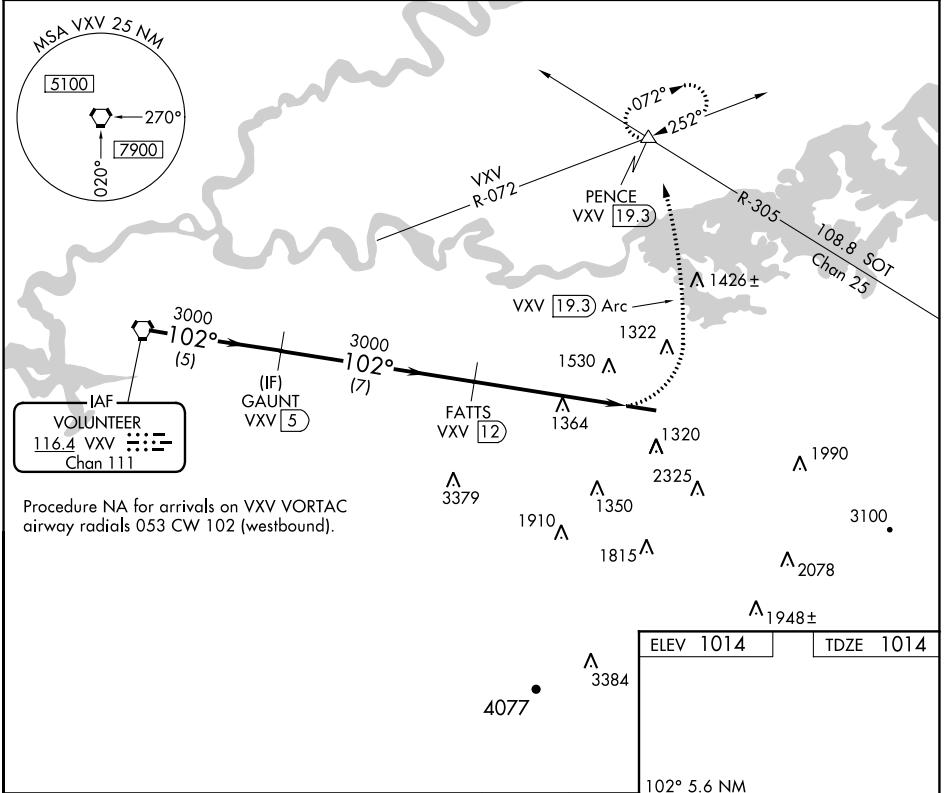 MSA VXV 25 NM
5100
270°
7900
020°
072°
252°
VXV
R-072
PENCE
VXV 19.3
R-305
108.8 SOT
Chan 25
1426±
VXV 19.3 Arc
1322
1530
3000
102°
(5)
3000
102°
(7)
(IF)
GAUNT
VXV 5
FATTS
VXV 12
1364
IAF
VOLUNTEER
116.4 VXV
Chan 111
1320
1990
2325
3379
1350
3100
Procedure NA for arrivals on VXV VORTAC
airway radials 053 CW 102 (westbound).
1910
1815
2078
1948±
ELEV 1014
TDZE 1014
3384
4077
102° 5.6 NM